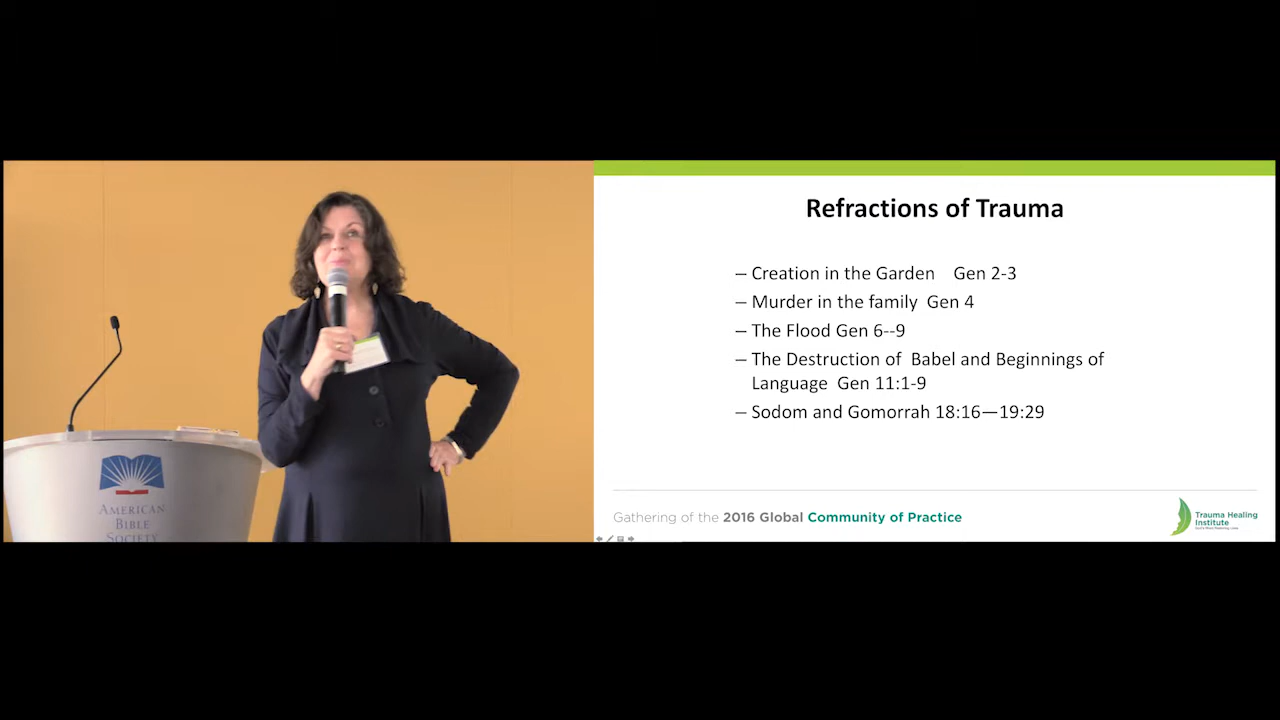 AMERICAN
BIBLE
SOCIETY
Refractions of Trauma
– Creation in the Garden    Gen 2-3
– Murder in the family  Gen 4
– The Flood Gen 6--9
– The Destruction of  Babel and Beginnings of
Language  Gen 11:1-9
– Sodom and Gomorrah 18:16—19:29
Gathering of the 2016 Global Community of Practice
Trauma Healing
Institute